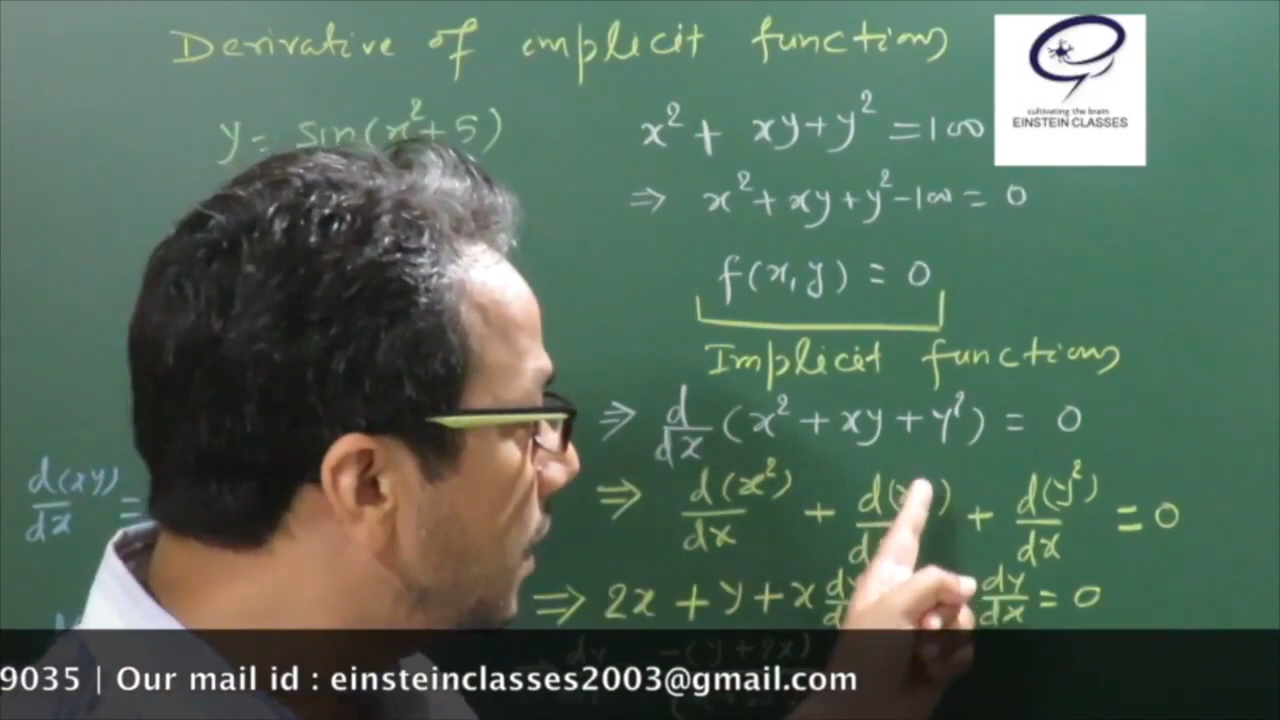 Derivative of implicit functions
cultivating the brain
EINSTEIN CLASSES
y = sin(x²+5)
x² + xy + y² = 100
⇒ x² + xy + y² - 100 = 0
f(x,y) = 0
Implicit functions
⇒ d/dx (x² + xy + y²) = 0
d(xy)/dx =
⇒ d(x²)/dx + d( )/ + d(y²)/dx = 0
⇒ 2x + y + x dy/ dy/dx = 0
-(y + 2x)
9035 | Our mail id : einsteinclasses2003@gmail.com